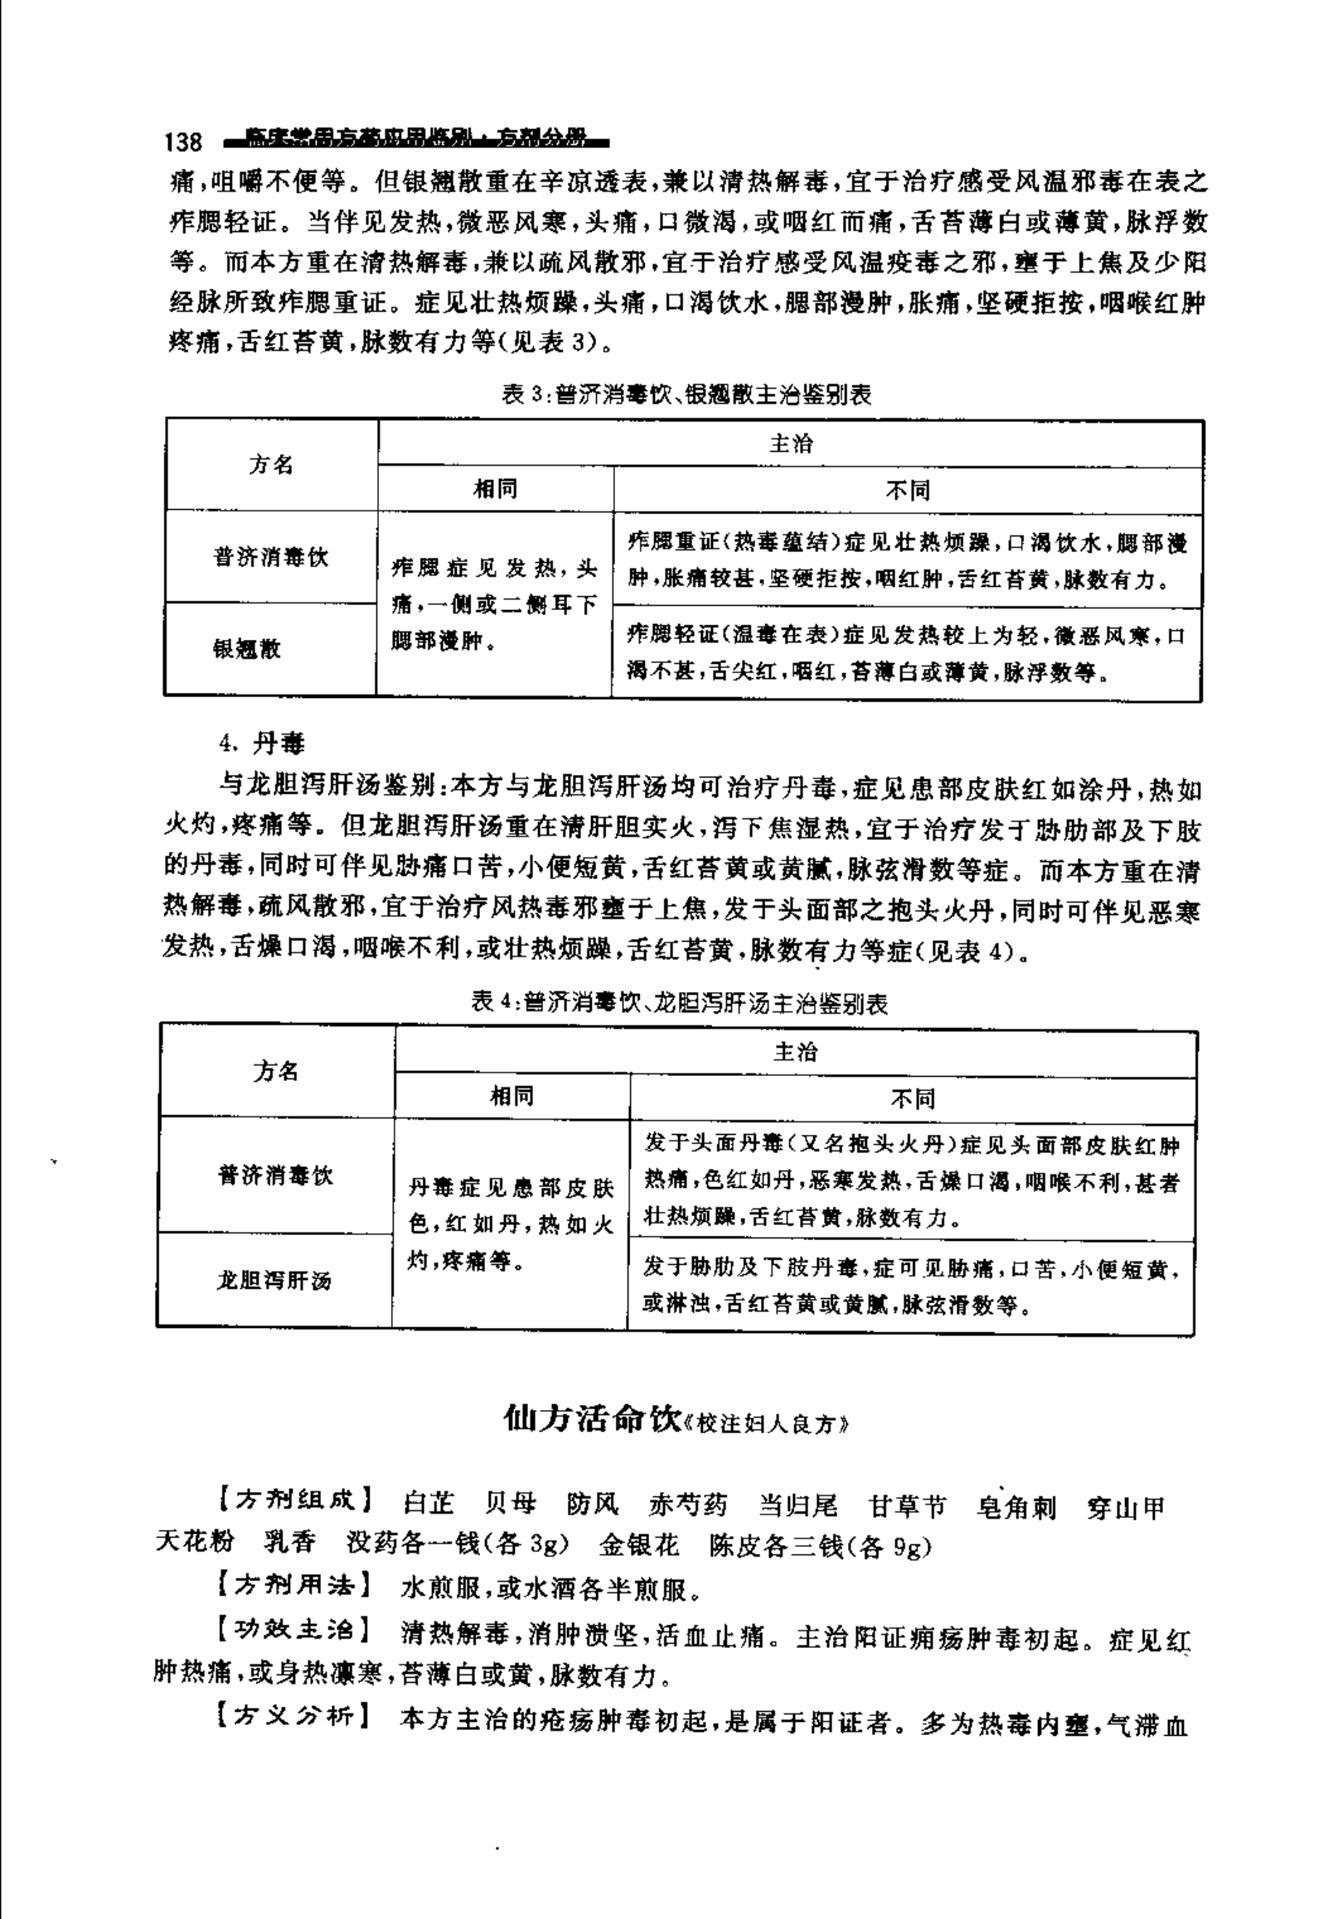 138 临床常用方药应用鉴别·方剂分册
痛,咀嚼不便等。但银翘散重在辛凉透表,兼以清热解毒,宜于治疗感受风温邪毒在表之
痄腮轻证。当伴见发热,微恶风寒,头痛,口微渴,或咽红而痛,舌苔薄白或薄黄,脉浮数
等。而本方重在清热解毒,兼以疏风散邪,宜于治疗感受风温疫毒之邪,壅于上焦及少阳
经脉所致痄腮重证。症见壮热烦躁,头痛,口渴饮水,腮部漫肿,胀痛,坚硬拒按,咽喉红肿
疼痛,舌红苔黄,脉数有力等(见表3)。
表3:普济消毒饮、银翘散主治鉴别表
方名
主治
相同
不同
普济消毒饮
痄腮症见发热,头
痛,一侧或二侧耳下
腮部漫肿。
痄腮重证(热毒蕴结)症见壮热烦躁,口渴饮水,腮部漫
肿,胀痛较甚,坚硬拒按,咽红肿,舌红苔黄,脉数有力。
银翘散
痄腮轻证(温毒在表)症见发热较上为轻,微恶风寒,口
渴不甚,舌尖红,咽红,苔薄白或薄黄,脉浮数等。
4. 丹毒
与龙胆泻肝汤鉴别:本方与龙胆泻肝汤均可治疗丹毒,症见患部皮肤红如涂丹,热如
火灼,疼痛等。但龙胆泻肝汤重在清肝胆实火,泻下焦湿热,宜于治疗发于胁肋部及下肢
的丹毒,同时可伴见胁痛口苦,小便短黄,舌红苔黄或黄腻,脉弦滑数等症。而本方重在清
热解毒,疏风散邪,宜于治疗风热毒邪壅于上焦,发于头面部之抱头火丹,同时可伴见恶寒
发热,舌燥口渴,咽喉不利,或壮热烦躁,舌红苔黄,脉数有力等症(见表4)。
表4:普济消毒饮、龙胆泻肝汤主治鉴别表
方名
主治
相同
不同
普济消毒饮
丹毒症见患部皮肤
色,红如丹,热如火
灼,疼痛等。
发于头面丹毒(又名抱头火丹)症见头面部皮肤红肿
热痛,色红如丹,恶寒发热,舌燥口渴,咽喉不利,甚者
壮热烦躁,舌红苔黄,脉数有力。
龙胆泻肝汤
发于胁肋及下肢丹毒,症可见胁痛,口苦,小便短黄,
或淋浊,舌红苔黄或黄腻,脉弦滑数等。
仙方活命饮《校注妇人良方》
【方剂组成】 白芷 贝母 防风 赤芍药 当归尾 甘草节 皂角刺 穿山甲
天花粉 乳香 没药各一钱(各3g) 金银花 陈皮各三钱(各9g)
【方剂用法】 水煎服,或水酒各半煎服。
【功效主治】 清热解毒,消肿溃坚,活血止痛。主治阳证痈疡肿毒初起。症见红
肿热痛,或身热凛寒,苔薄白或黄,脉数有力。
【方义分析】 本方主治的疮疡肿毒初起,是属于阳证者。多为热毒内壅,气滞血